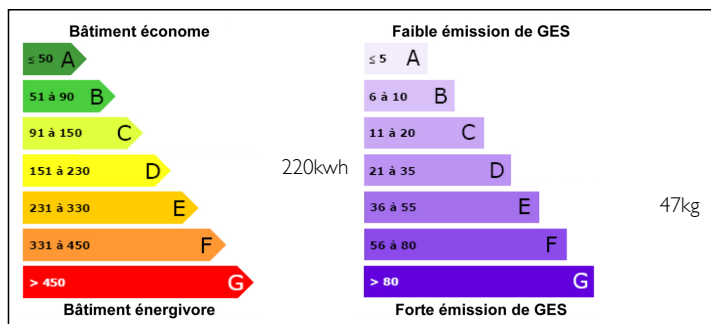 Bâtiment économe
≤ 50 A
51 à 90 B
91 à 150 C
151 à 230 D
220kwh
231 à 330 E
331 à 450 F
> 450 G
Bâtiment énergivore
Faible émission de GES
≤ 5 A
6 à 10 B
11 à 20 C
21 à 35 D
36 à 55 E
47kg
56 à 80 F
> 80 G
Forte émission de GES